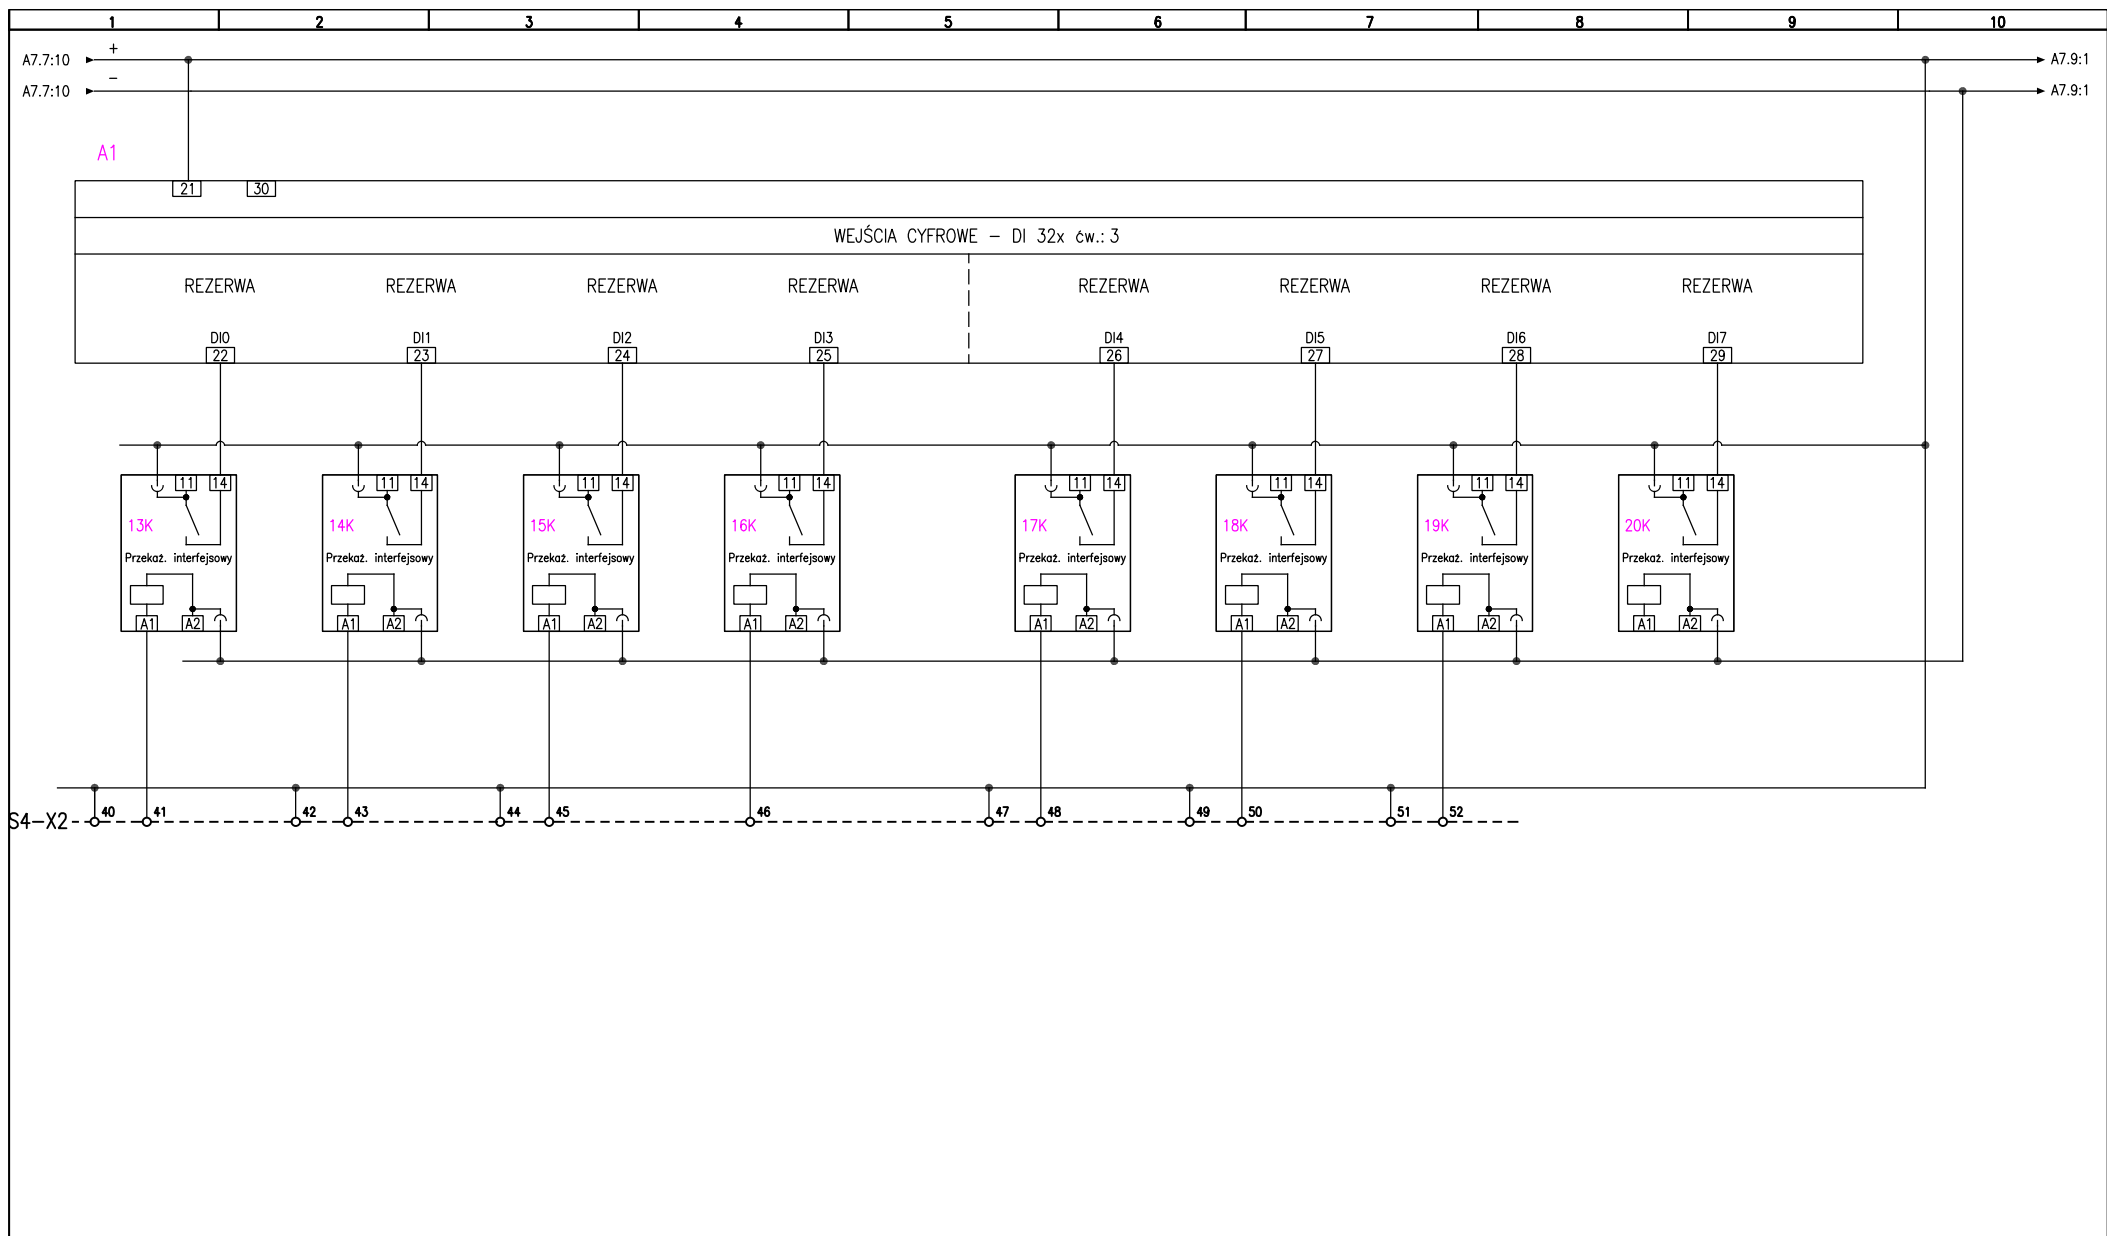 1 2 3 4 5 6 7 8 9 10
+
A7.7:10 A7.9:1
−
A7.7:10 A7.9:1
A1
21 30
WEJŚCIA CYFROWE − DI 32x ćw.: 3
REZERWA REZERWA REZERWA REZERWA REZERWA REZERWA REZERWA REZERWA
DI0 DI1 DI2 DI3 DI4 DI5 DI6 DI7
22 23 24 25 26 27 28 29
11 14 11 14 11 14 11 14 11 14 11 14 11 14 11 14
13K 14K 15K 16K 17K 18K 19K 20K
Przekaź. interfejsowy Przekaź. interfejsowy Przekaź. interfejsowy Przekaź. interfejsowy Przekaź. interfejsowy Przekaź. interfejsowy Przekaź. interfejsowy Przekaź. interfejsowy
A1 A2 A1 A2 A1 A2 A1 A2 A1 A2 A1 A2 A1 A2 A1 A2
40 41 42 43 44 45 46 47 48 49 50 51 52
S4−X2